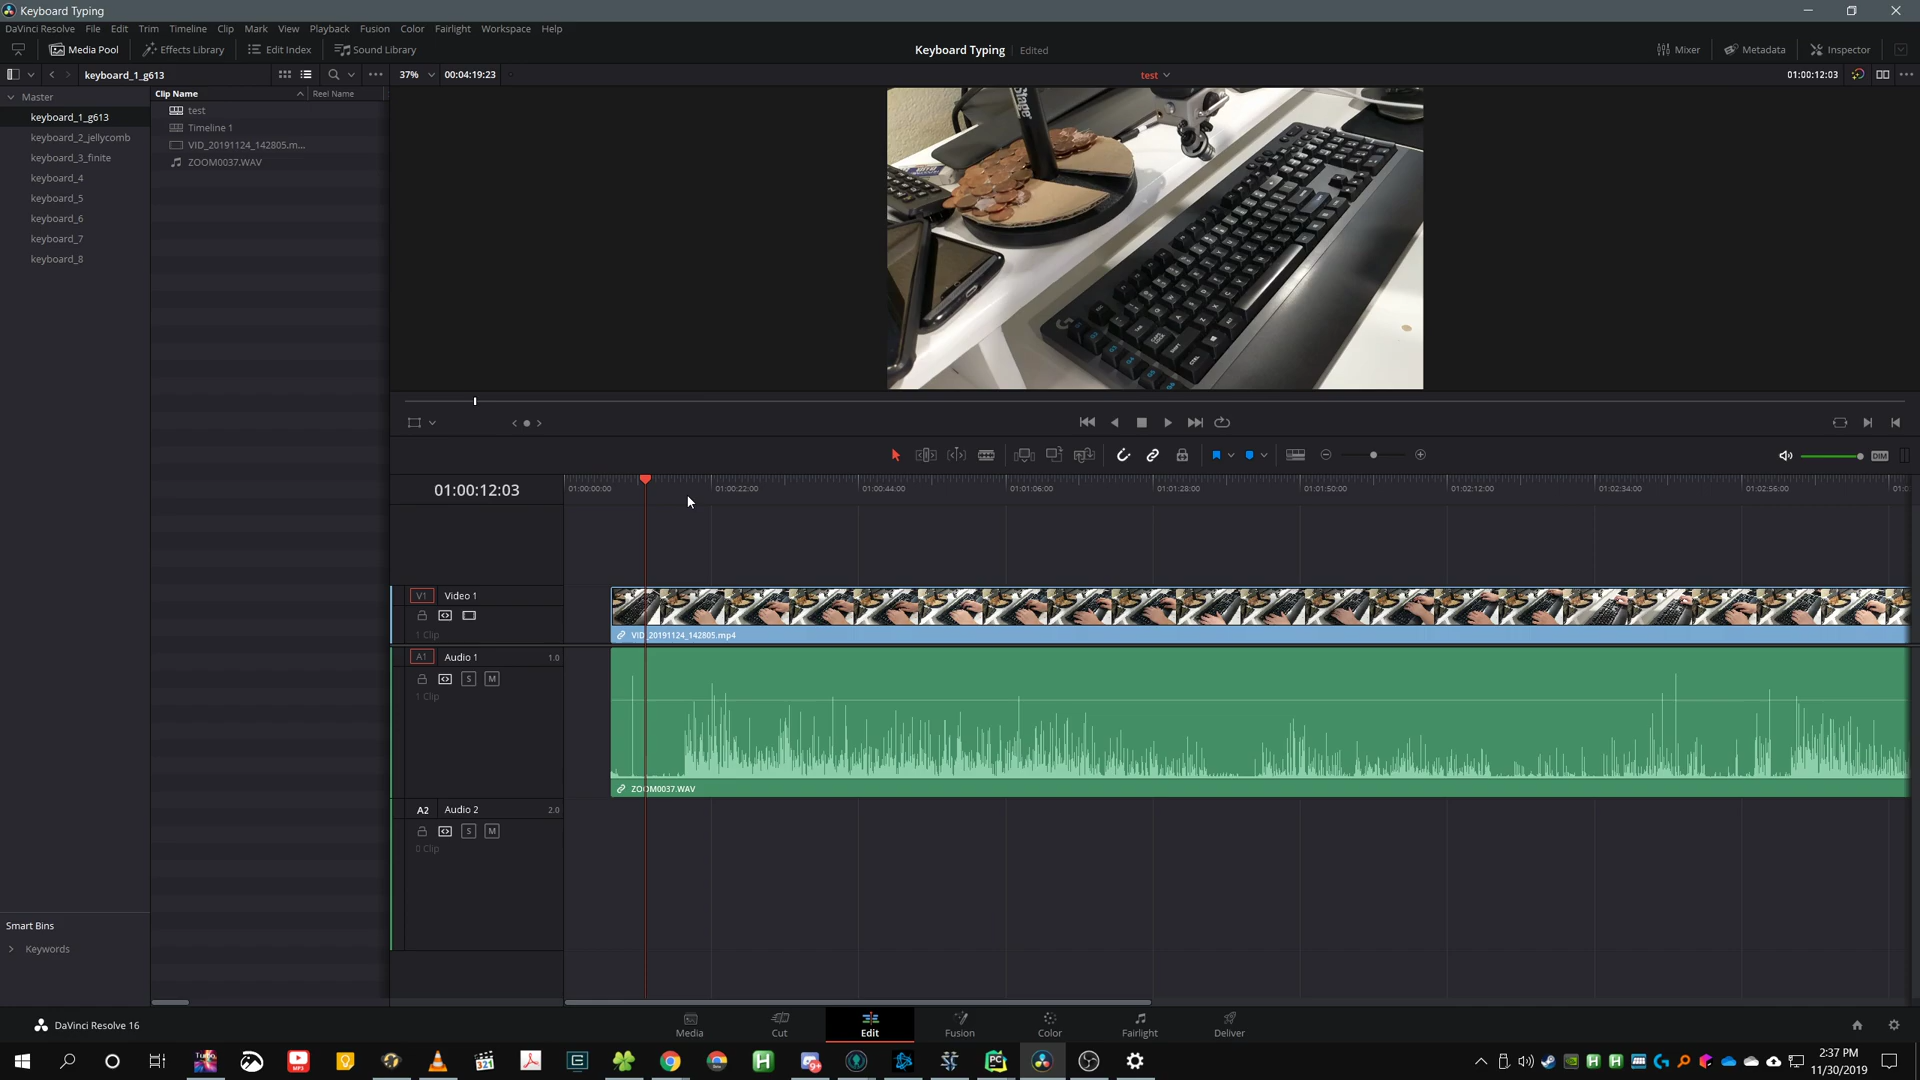 Keyboard Typing
DaVinci Resolve File Edit Trim Timeline Clip Mark View Playback Fusion Color Fairlight Workspace Help
Media Pool Effects Library Edit Index Sound Library Keyboard Typing Edited Mixer Metadata Inspector
keyboard_1_g613 37% 00:04:19:23 test 01:00:12:03
Master Clip Name Reel Name
keyboard_1_g613
keyboard_2_jellycomb
keyboard_3_finite
keyboard_4
keyboard_5
keyboard_6
keyboard_7
keyboard_8
test
Timeline 1
VID_20191124_142805.m...
ZOOM0037.WAV
Stage
DIM
01:00:12:03 01:00:00:00 01:00:22:00 01:00:44:00 01:01:06:00 01:01:28:00 01:01:50:00 01:02:12:00 01:02:34:00 01:02:56:00
V1 Video 1
1 Clip
VID_20191124_142805.mp4
A1 Audio 1 1.0
S M
1 Clip
ZOOM0037.WAV
A2 Audio 2 2.0
S M
0 Clip
Smart Bins
Keywords
DaVinci Resolve 16
Media Cut Edit Fusion Color Fairlight Deliver
2:37 PM
11/30/2019